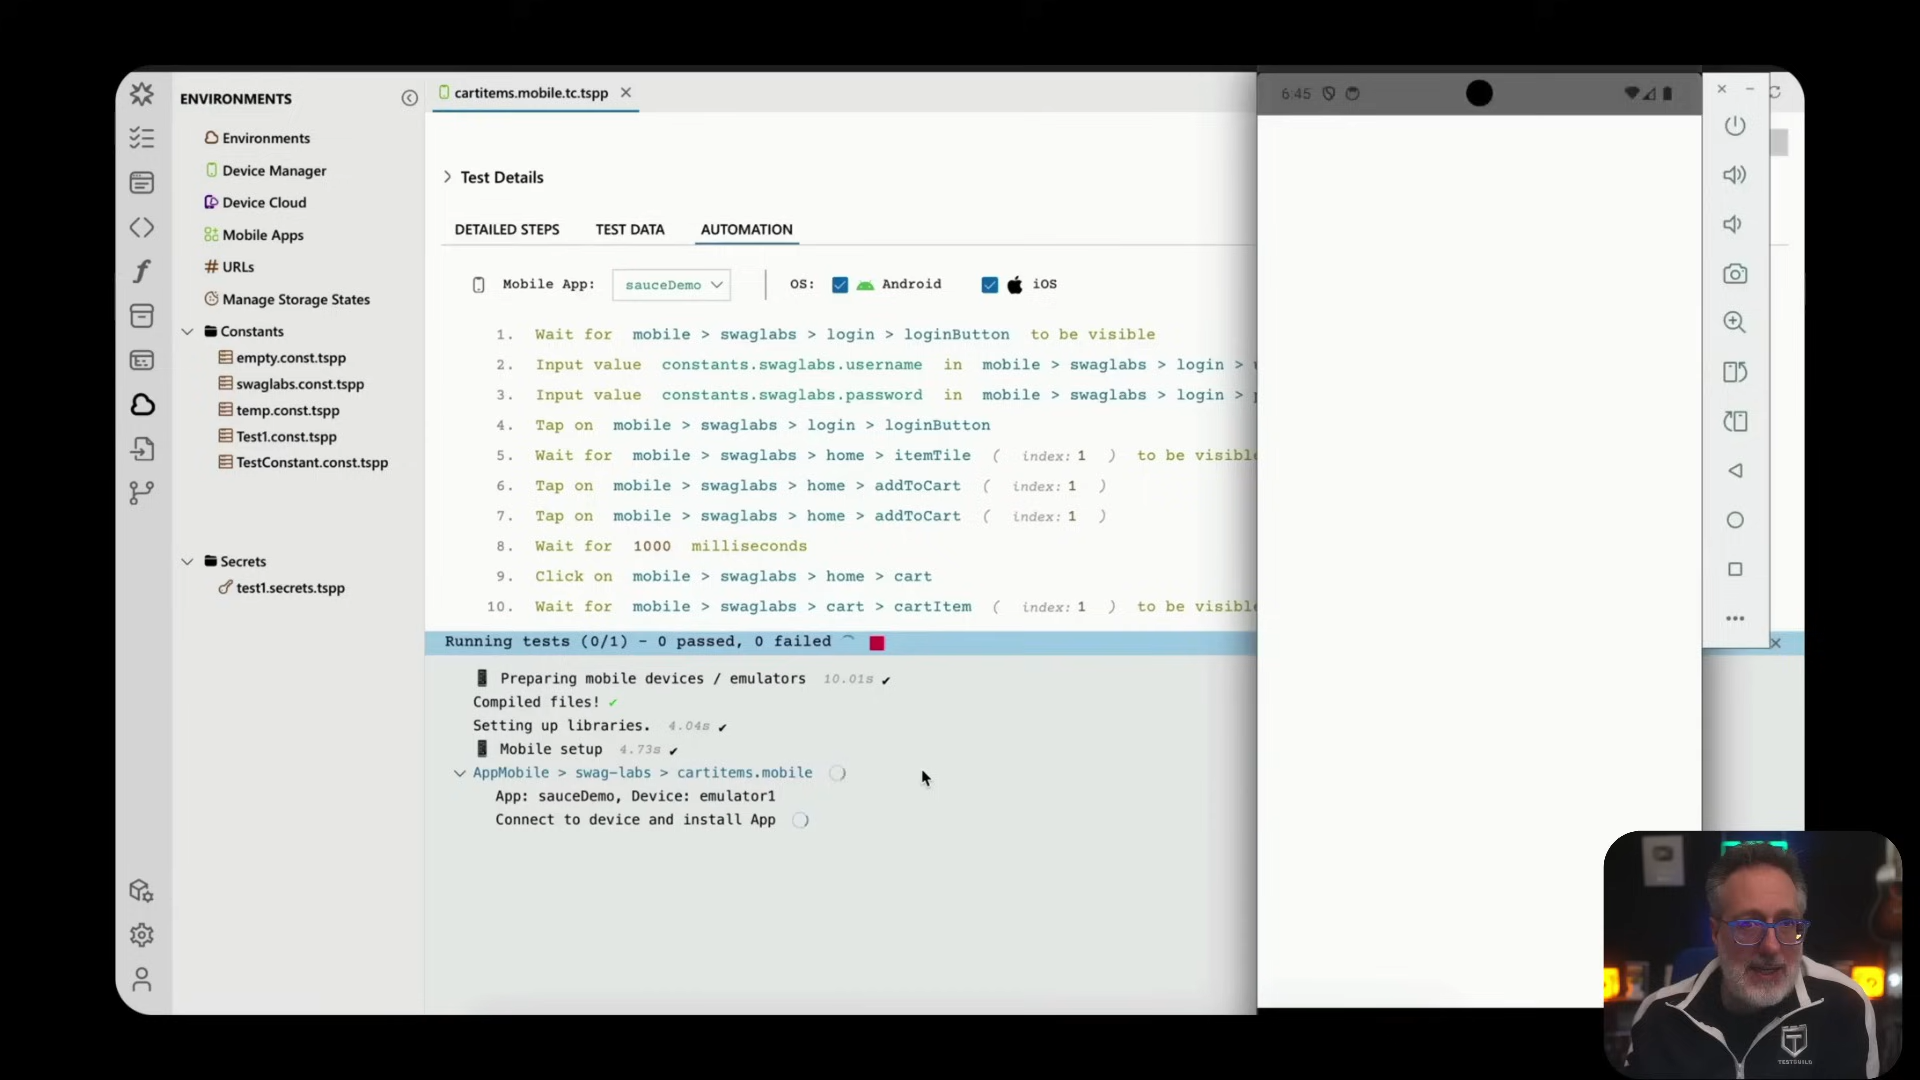 ENVIRONMENTS
Environments
Device Manager
Device Cloud
Mobile Apps
URLs
Manage Storage States
Constants
empty.const.tspp
swaglabs.const.tspp
temp.const.tspp
Test1.const.tspp
TestConstant.const.tspp
Secrets
test1.secrets.tspp
cartitems.mobile.tc.tspp
Test Details
DETAILED STEPS TEST DATA AUTOMATION
Mobile App: sauceDemo OS: Android iOS
1. Wait for mobile > swaglabs > login > loginButton to be visible
2. Input value constants.swaglabs.username in mobile > swaglabs > login >
3. Input value constants.swaglabs.password in mobile > swaglabs > login >
4. Tap on mobile > swaglabs > login > loginButton
5. Wait for mobile > swaglabs > home > itemTile ( index: 1 ) to be visible
6. Tap on mobile > swaglabs > home > addToCart ( index: 1 )
7. Tap on mobile > swaglabs > home > addToCart ( index: 1 )
8. Wait for 1000 milliseconds
9. Click on mobile > swaglabs > home > cart
10. Wait for mobile > swaglabs > cart > cartItem ( index: 1 ) to be visible
Running tests (0/1) - 0 passed, 0 failed
Preparing mobile devices / emulators 10.01s ✔
Compiled files! ✔
Setting up libraries. 4.04s ✔
Mobile setup 4.73s ✔
AppMobile > swag-labs > cartitems.mobile
App: sauceDemo, Device: emulator1
Connect to device and install App
6:45
TESTGUILD